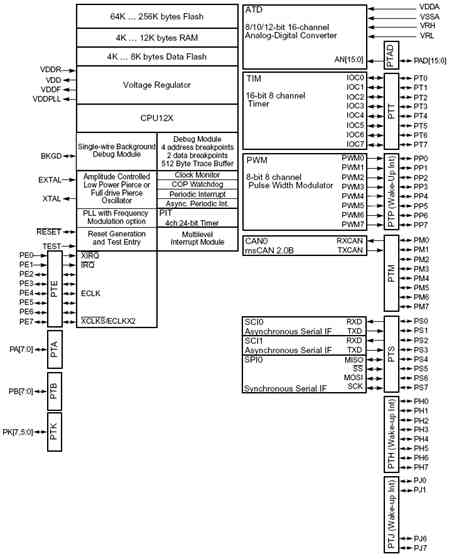 64K ... 256K bytes Flash
4K ... 12K bytes RAM
4K ... 8K bytes Data Flash
VDDR
VDD
VDDF
VDDPLL
Voltage Regulator
CPU12X
BKGD
Single-wire Background
Debug Module
Debug Module
4 address breakpoints
2 data breakpoints
512 Byte Trace Buffer
EXTAL
XTAL
Amplitude Controlled
Low Power Pierce or
Full drive Pierce
Oscillator
Clock Monitor
COP Watchdog
Periodic Interrupt
Async. Periodic Int.
PLL with Frequency
Modulation option
PIT
4ch 24-bit Timer
RESET
TEST
Reset Generation
and Test Entry
Multilevel
Interrupt Module
PE0
PE1
PE2
PE3
PE4
PE5
PE6
PE7
PTE
XIRQ
IRQ
ECLK
XCLKS/ECLKX2
PA[7:0]
PTA
PB[7:0]
PTB
PK[7,5:0]
PTK
ATD
8/10/12-bit 16-channel
Analog-Digital Converter
AN[15:0]
VDDA
VSSA
VRH
VRL
PTAD
PAD[15:0]
TIM
16-bit 8 channel
Timer
IOC0
IOC1
IOC2
IOC3
IOC4
IOC5
IOC6
IOC7
PTT
PT0
PT1
PT2
PT3
PT4
PT5
PT6
PT7
PWM
8-bit 8 channel
Pulse Width Modulator
PWM0
PWM1
PWM2
PWM3
PWM4
PWM5
PWM6
PWM7
PTP (Wake-up Int)
PP0
PP1
PP2
PP3
PP4
PP5
PP6
PP7
CAN0
msCAN 2.0B
RXCAN
TXCAN
PTM
PM0
PM1
PM2
PM3
PM4
PM5
PM6
PM7
SCI0
Asynchronous Serial IF
RXD
TXD
SCI1
Asynchronous Serial IF
RXD
TXD
SPI0
Synchronous Serial IF
MISO
SS
MOSI
SCK
PTS
PS0
PS1
PS2
PS3
PS4
PS5
PS6
PS7
PTH (Wake-up Int)
PH0
PH1
PH2
PH3
PH4
PH5
PH6
PH7
PTJ (Wake-up Int)
PJ0
PJ1
PJ6
PJ7